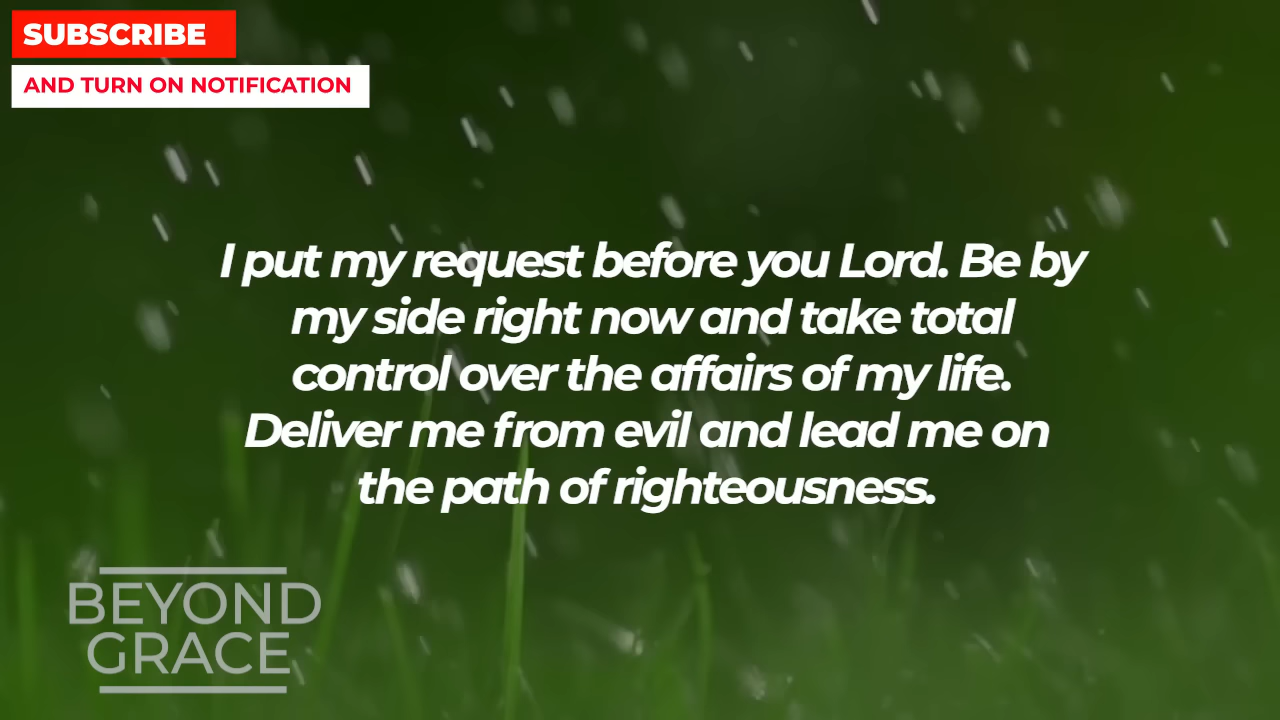 SUBSCRIBE
AND TURN ON NOTIFICATION
I put my request before you Lord. Be by
my side right now and take total
control over the affairs of my life.
Deliver me from evil and lead me on
the path of righteousness.
BEYOND
GRACE